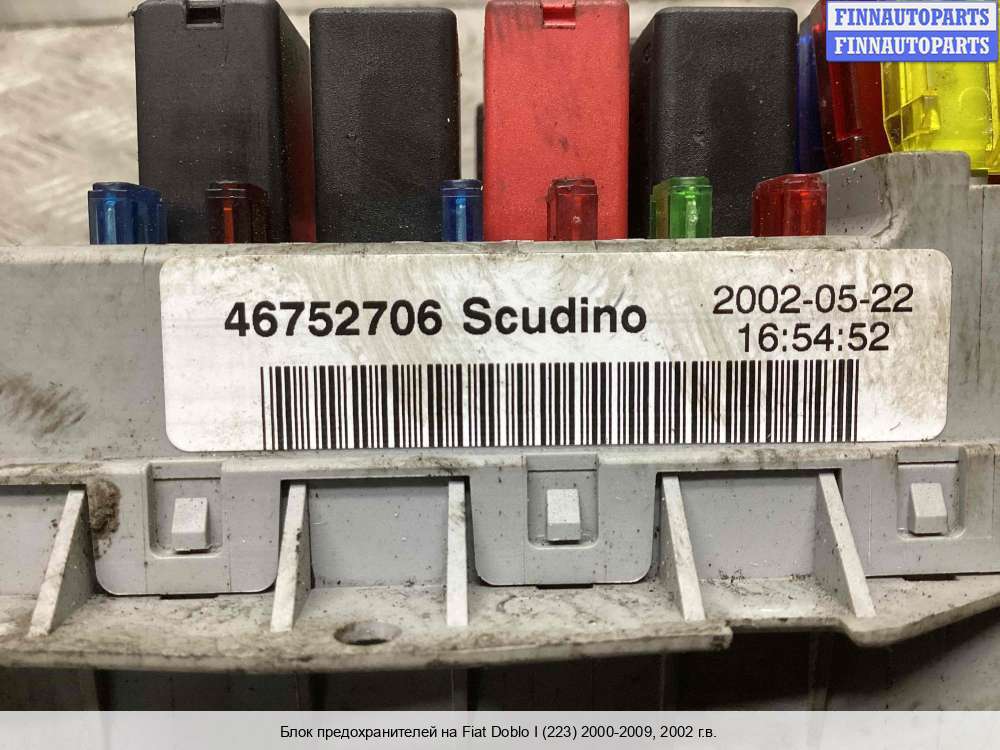 FINNAUTOPARTS
FINNAUTOPARTS
46752706 Scudino
2002-05-22
16:54:52
Блок предохранителей на Fiat Doblo I (223) 2000-2009, 2002 г.в.